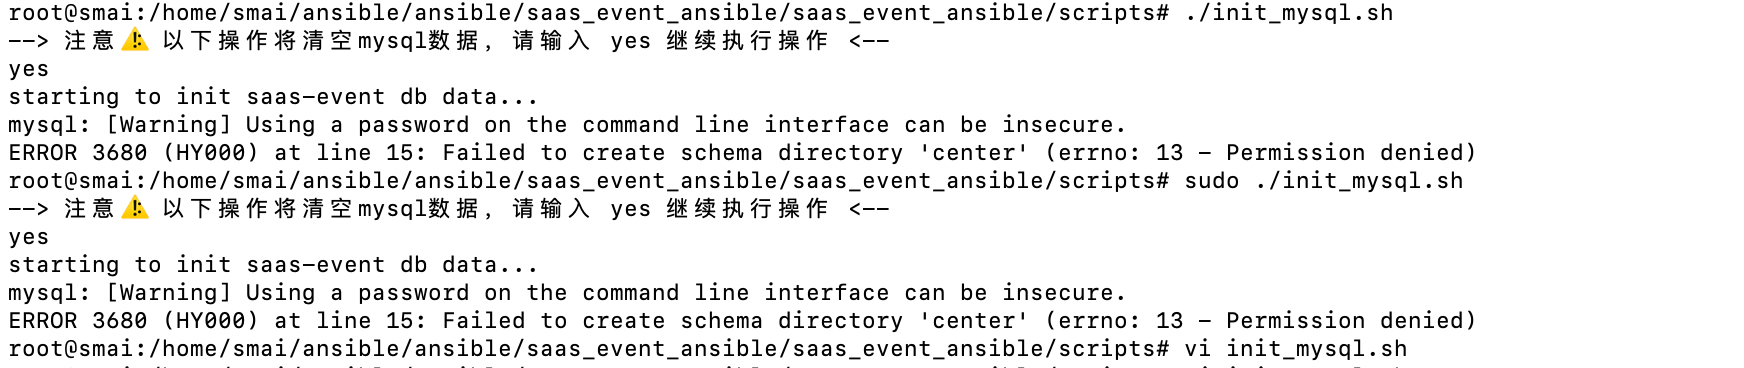 root@smai:/home/smai/ansible/ansible/saas_event_ansible/saas_event_ansible/scripts# ./init_mysql.sh
--> 注意⚠️ 以下操作将清空mysql数据, 请输入 yes 继续执行操作 <--
yes
starting to init saas-event db data...
mysql: [Warning] Using a password on the command line interface can be insecure.
ERROR 3680 (HY000) at line 15: Failed to create schema directory 'center' (errno: 13 - Permission denied)
root@smai:/home/smai/ansible/ansible/saas_event_ansible/saas_event_ansible/scripts# sudo ./init_mysql.sh
--> 注意⚠️ 以下操作将清空mysql数据, 请输入 yes 继续执行操作 <--
yes
starting to init saas-event db data...
mysql: [Warning] Using a password on the command line interface can be insecure.
ERROR 3680 (HY000) at line 15: Failed to create schema directory 'center' (errno: 13 - Permission denied)
root@smai:/home/smai/ansible/ansible/saas_event_ansible/saas_event_ansible/scripts# vi init_mysql.sh